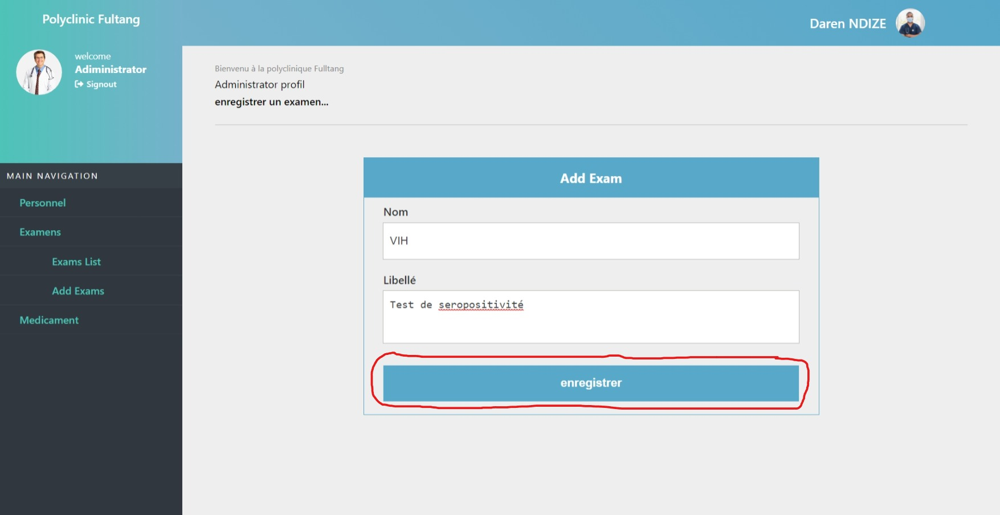 Polyclinic Fultang
Daren NDIZE
welcome
Adiministrator
Signout
Bienvenu à la polyclinique Fulltang
Administrator profil
enregistrer un examen...
MAIN NAVIGATION
Personnel
Examens
Exams List
Add Exams
Medicament
Add Exam
Nom
VIH
Libellé
Test de seropositivité
enregistrer